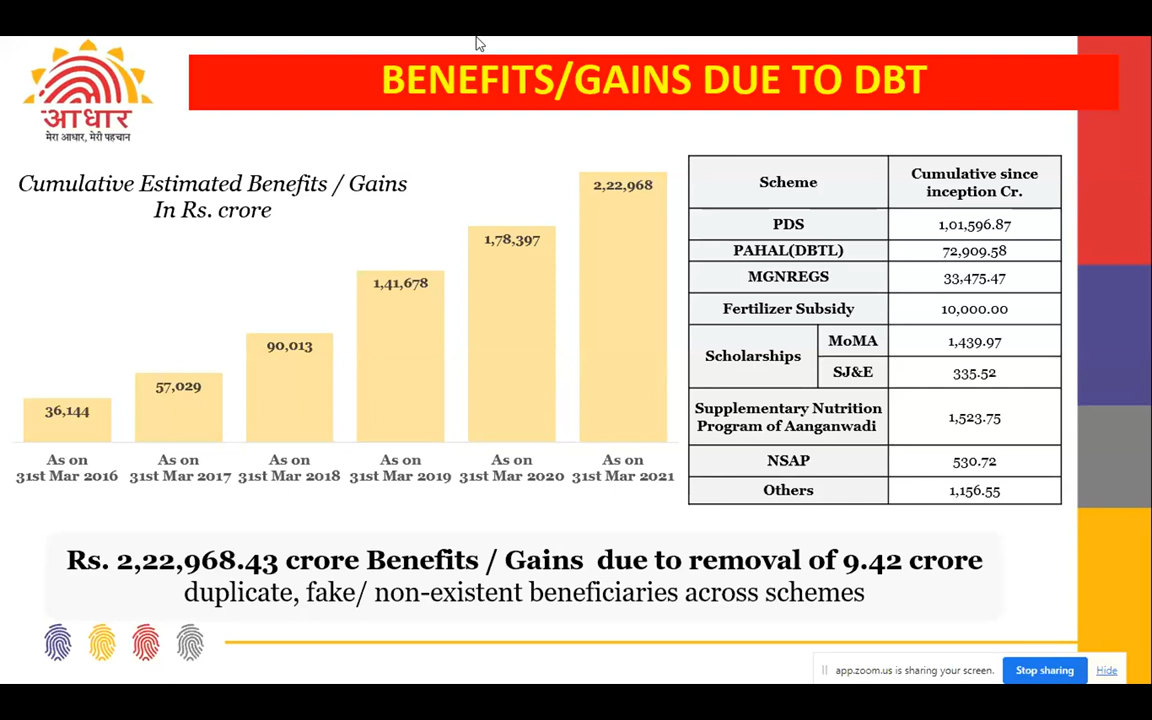 आधार
मेरा आधार, मेरी पहचान
BENEFITS/GAINS DUE TO DBT
Cumulative Estimated Benefits / Gains
In Rs. crore
36,144
57,029
90,013
1,41,678
1,78,397
2,22,968
As on
31st Mar 2016
As on
31st Mar 2017
As on
31st Mar 2018
As on
31st Mar 2019
As on
31st Mar 2020
As on
31st Mar 2021
Scheme
Cumulative since
inception Cr.
PDS
1,01,596.87
PAHAL(DBTL)
72,909.58
MGNREGS
33,475.47
Fertilizer Subsidy
10,000.00
Scholarships
MoMA
1,439.97
SJ&E
335.52
Supplementary Nutrition
Program of Aanganwadi
1,523.75
NSAP
530.72
Others
1,156.55
Rs. 2,22,968.43 crore Benefits / Gains due to removal of 9.42 crore
duplicate, fake/ non-existent beneficiaries across schemes
app.zoom.us is sharing your screen.
Stop sharing
Hide